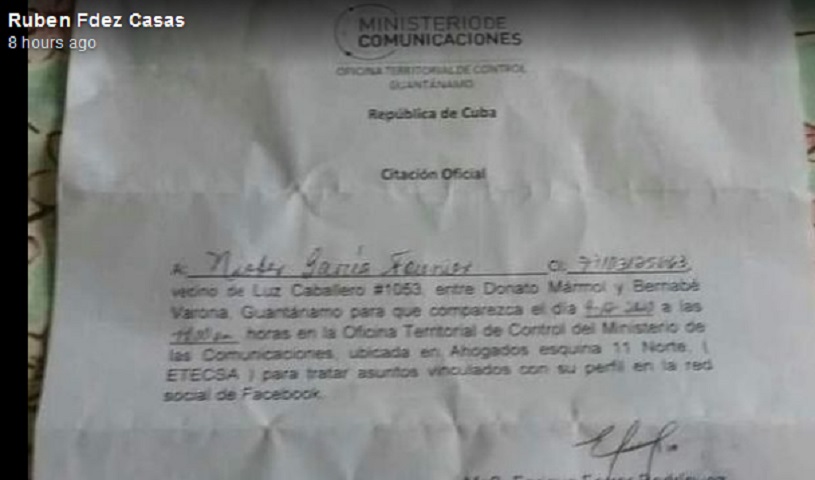 Ruben Fdez Casas
8 hours ago
MINISTERIO DE
COMUNICACIONES
OFICINA TERRITORIAL DE CONTROL
GUANTÁNAMO
República de Cuba
Citación Oficial
A:
CI:
vecino de Luz Caballero #1053, entre Donato Mármol y Bernabé
Varona, Guantánamo para que comparezca el día a las
horas en la Oficina Territorial de Control del Ministerio de
las Comunicaciones, ubicada en Ahogados esquina 11 Norte, (
ETECSA ) para tratar asuntos vinculados con su perfil en la red
social de Facebook.